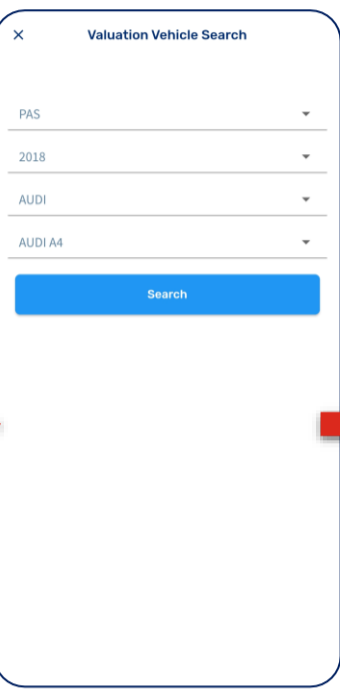 Valuation Vehicle Search
PAS
2018
AUDI
AUDI A4
Search